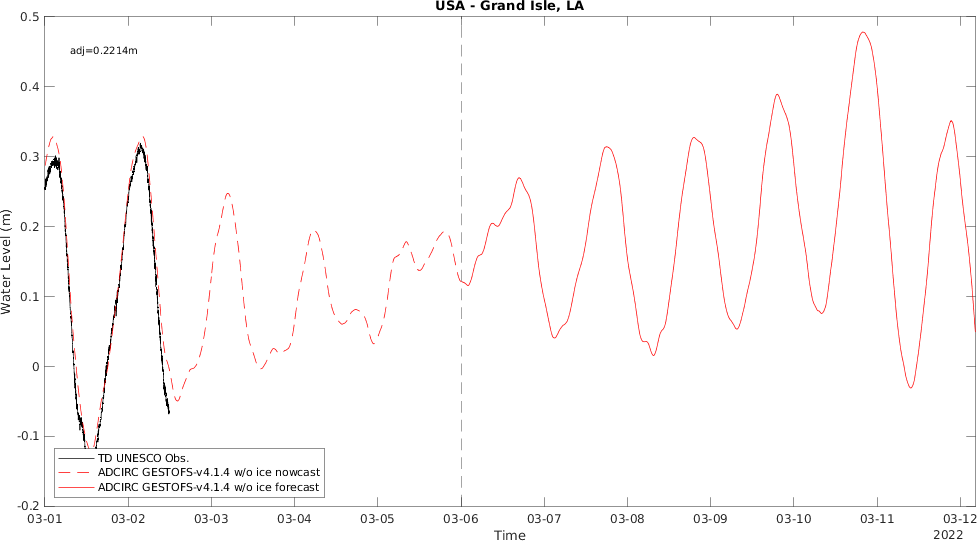 USA - Grand Isle, LA
adj=0.2214m
0.5
0.4
0.3
0.2
0.1
0
-0.1
-0.2
Water Level (m)
TD UNESCO Obs.
ADCIRC GESTOFS-v4.1.4 w/o ice nowcast
ADCIRC GESTOFS-v4.1.4 w/o ice forecast
03-01 03-02 03-03 03-04 03-05 03-06 03-07 03-08 03-09 03-10 03-11 03-12
Time
2022